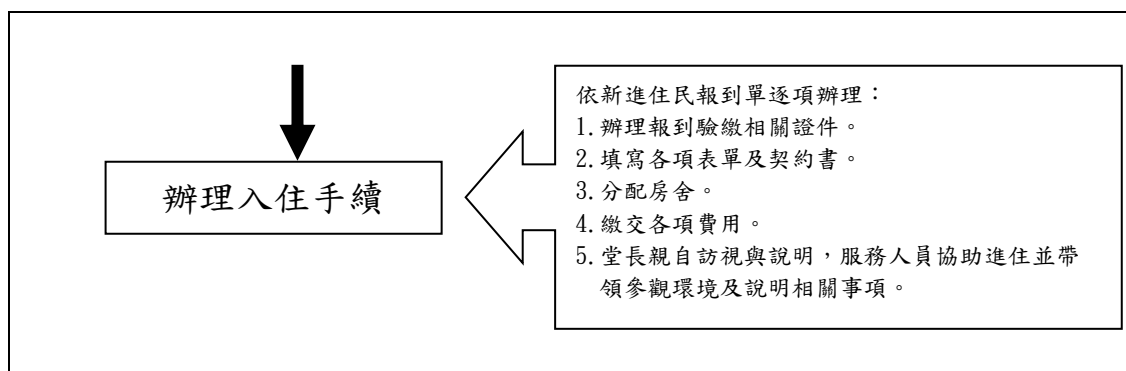 辦理入住手續
依新進住民報到單逐項辦理：
1.辦理報到驗繳相關證件。
2.填寫各項表單及契約書。
3.分配房舍。
4.繳交各項費用。
5.堂長親自訪視與說明，服務人員協助進住並帶
領參觀環境及說明相關事項。